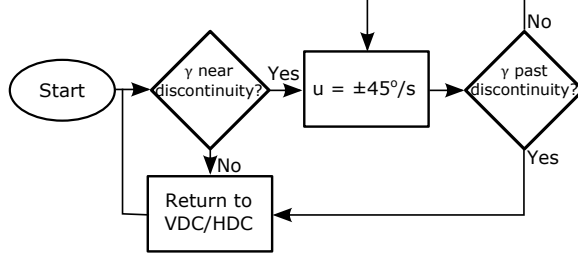 No
Start
γ near
discontinuity?
Yes
u = ±45°/s
γ past
discontinuity?
No
Yes
Return to
VDC/HDC